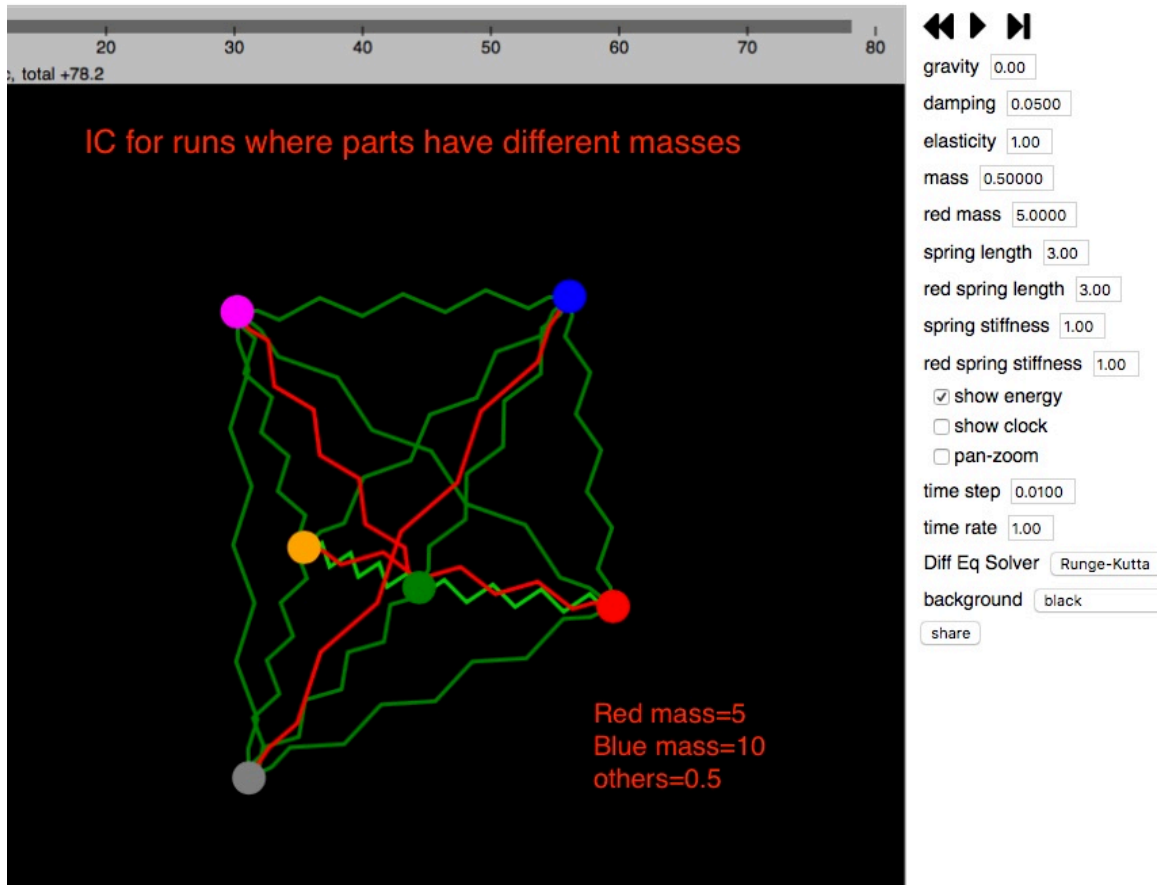 20 30 40 50 60 70 80
c, total +78.2
IC for runs where parts have different masses
Red mass=5
Blue mass=10
others=0.5
gravity 0.00
damping 0.0500
elasticity 1.00
mass 0.50000
red mass 5.0000
spring length 3.00
red spring length 3.00
spring stiffness 1.00
red spring stiffness 1.00
show energy
show clock
pan-zoom
time step 0.0100
time rate 1.00
Diff Eq Solver Runge-Kutta
background black
share